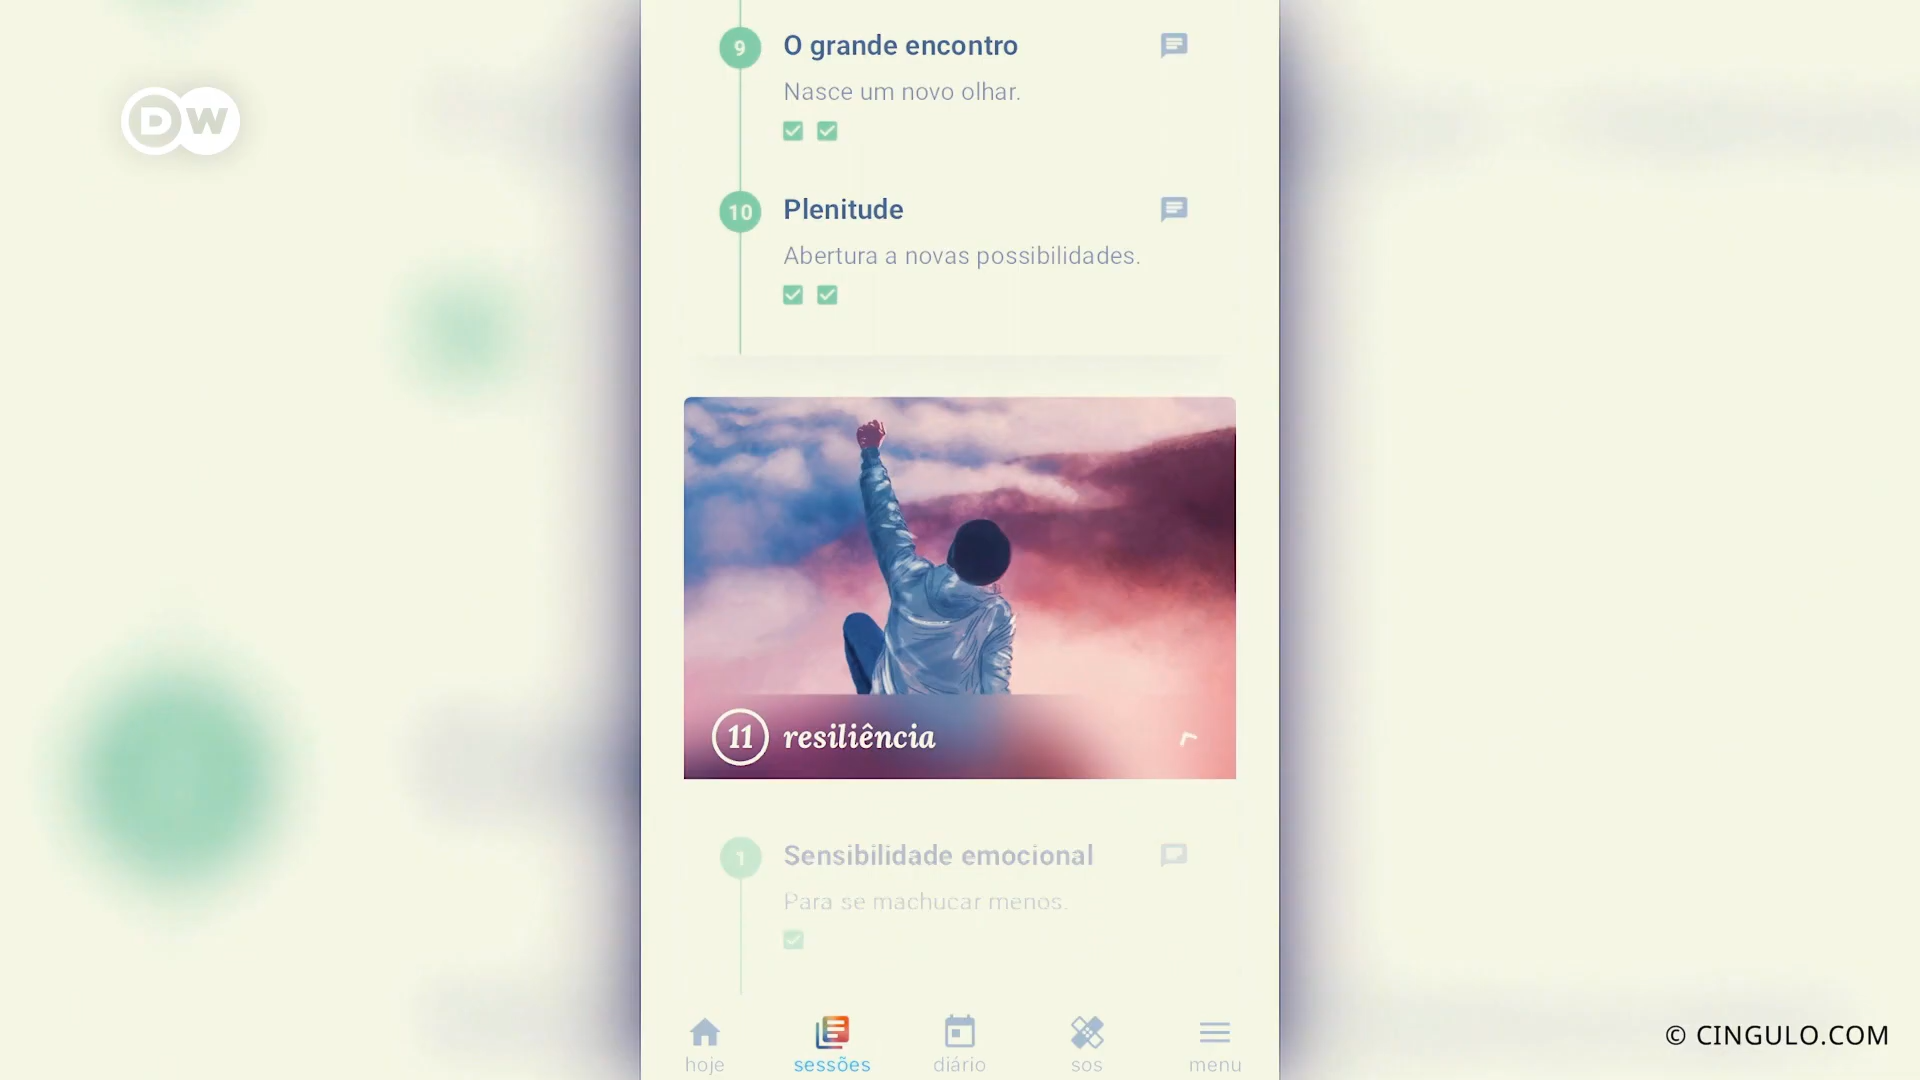 DW
9 O grande encontro
Nasce um novo olhar.
10 Plenitude
Abertura a novas possibilidades.
11 resiliência
1 Sensibilidade emocional
Para se machucar menos.
hoje sessões diário sos menu
© CINGULO.COM